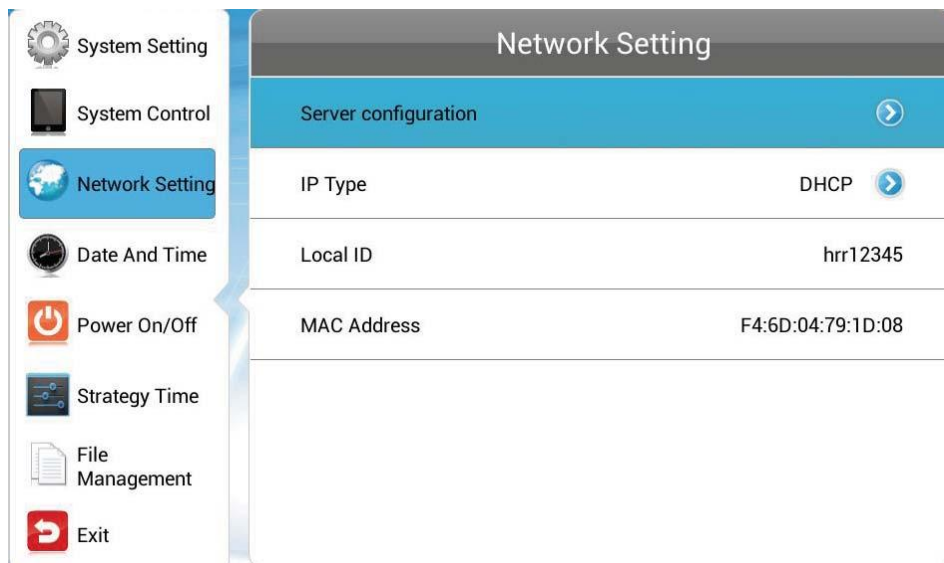 System Setting
System Control
Network Setting
Date And Time
Power On/Off
Strategy Time
File
Management
Exit
Network Setting
Server configuration
IP Type DHCP
Local ID hrr12345
MAC Address F4:6D:04:79:1D:08